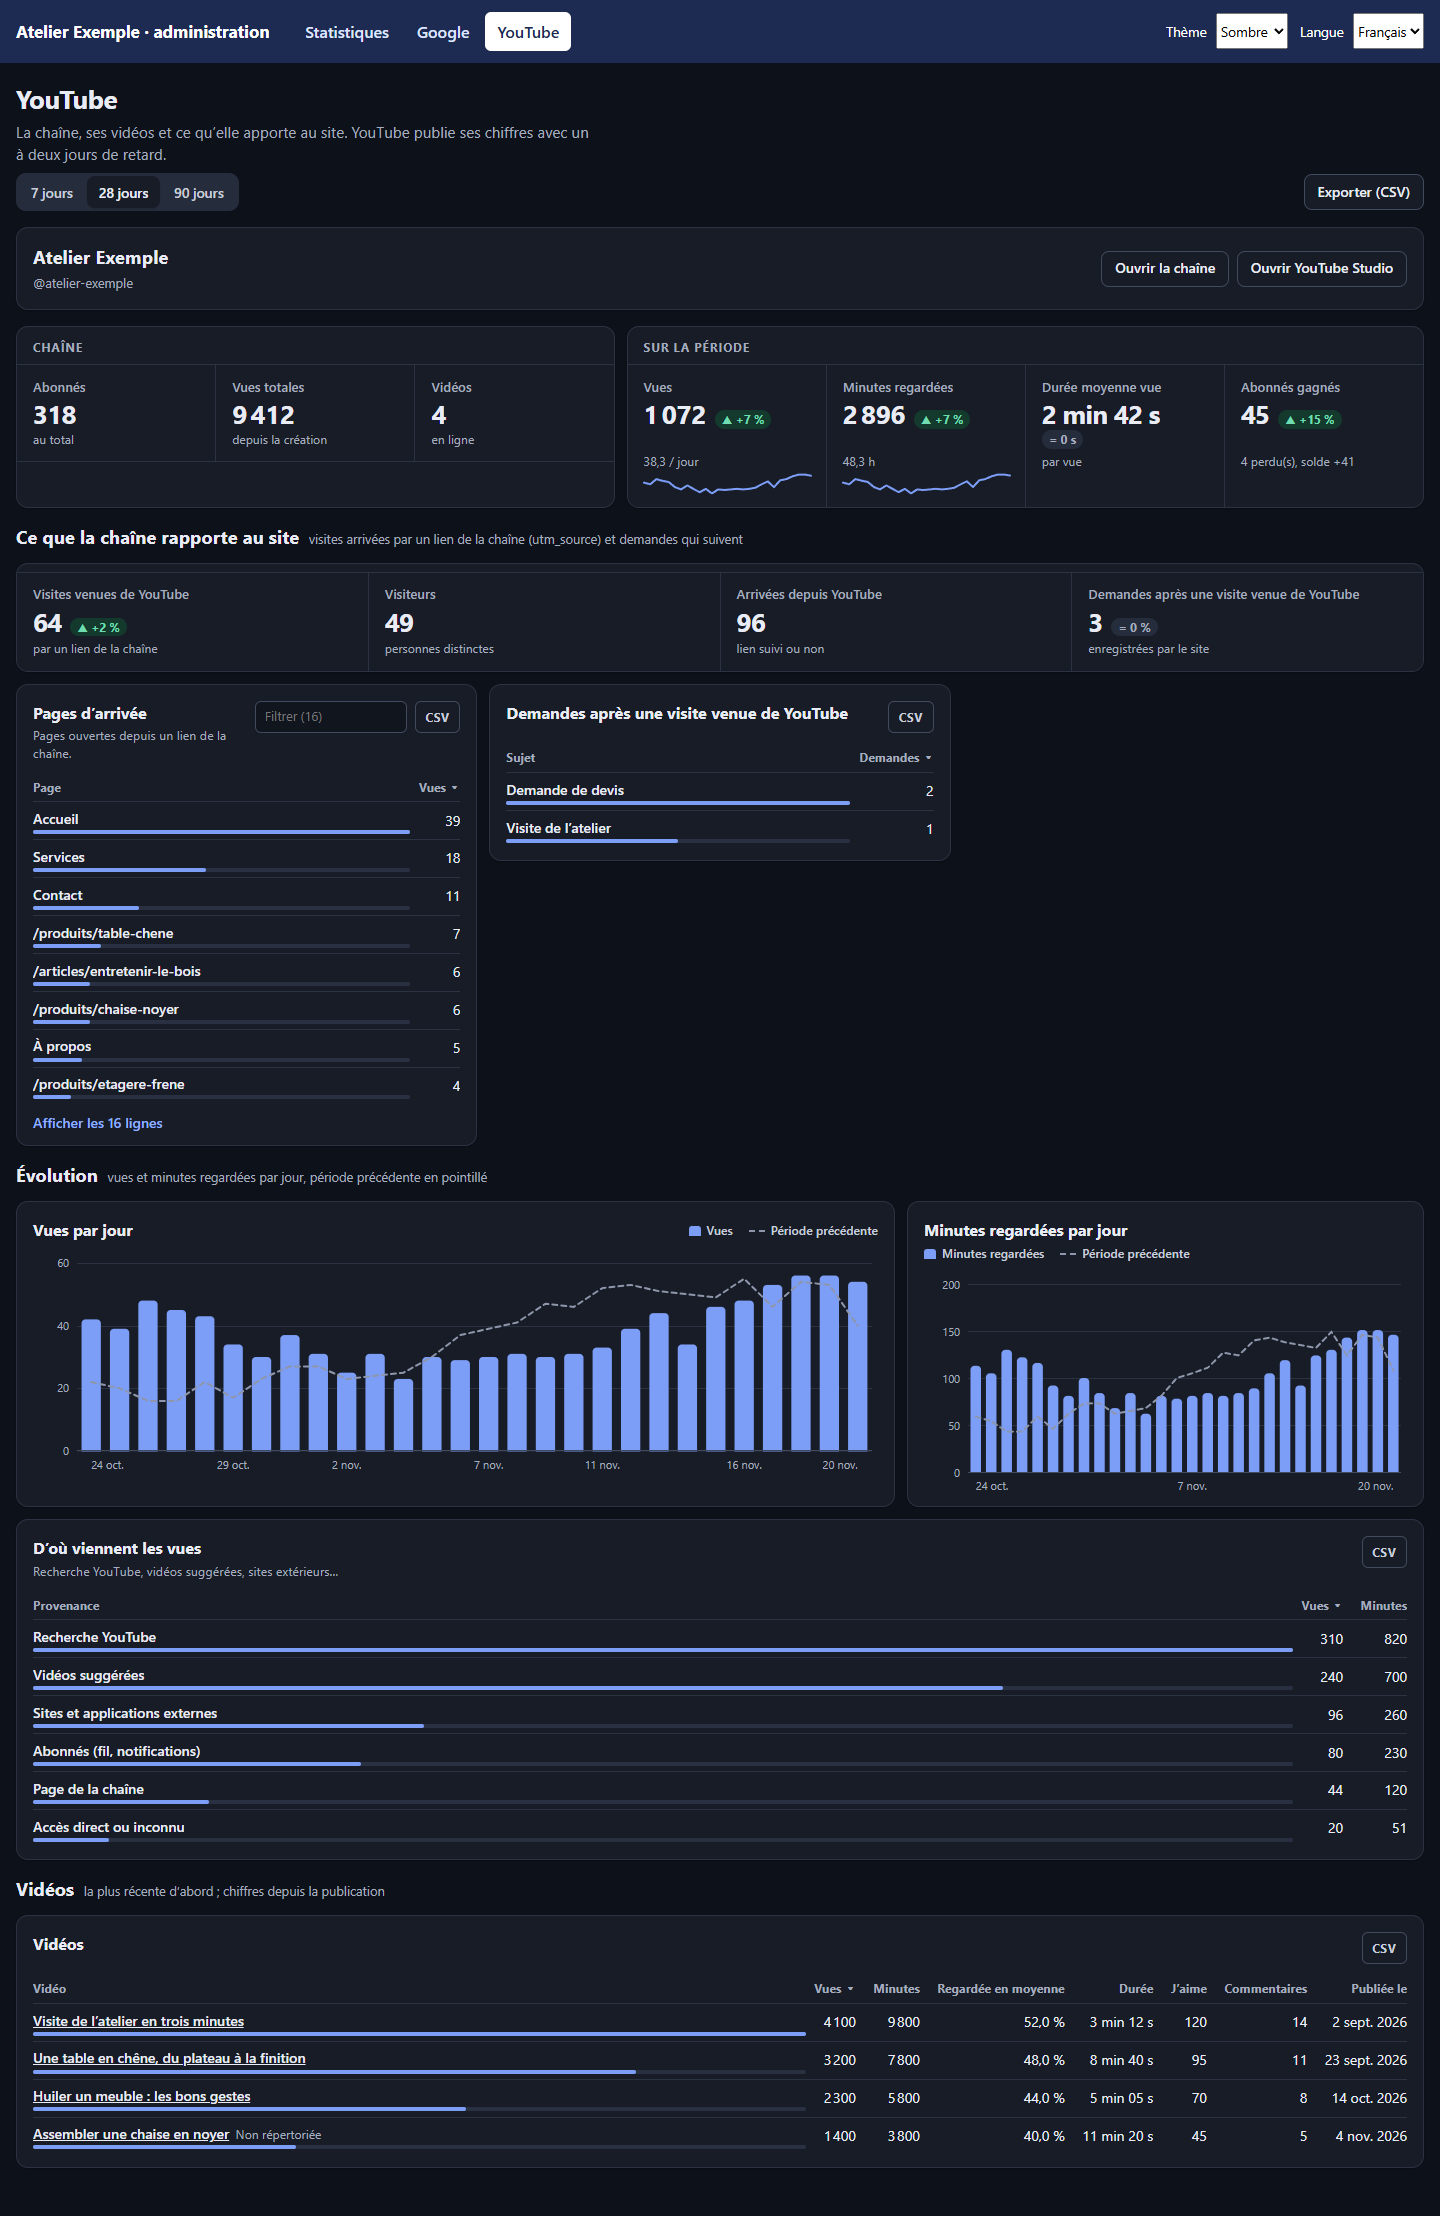 Atelier Exemple · administration
Statistiques
Google
YouTube
Thème
Sombre
Langue
Français
YouTube
La chaîne, ses vidéos et ce qu’elle apporte au site. YouTube publie ses chiffres avec un
à deux jours de retard.
7 jours
28 jours
90 jours
Exporter (CSV)
Atelier Exemple
@atelier-exemple
Ouvrir la chaîne
Ouvrir YouTube Studio
CHAÎNE
Abonnés
318
au total
Vues totales
9 412
depuis la création
Vidéos
4
en ligne
SUR LA PÉRIODE
Vues
1 072 ▲ +7 %
38,3 / jour
Minutes regardées
2 896 ▲ +7 %
48,3 h
Durée moyenne vue
2 min 42 s
= 0 s
par vue
Abonnés gagnés
45 ▲ +15 %
4 perdu(s), solde +41
Ce que la chaîne rapporte au site visites arrivées par un lien de la chaîne (utm_source) et demandes qui suivent
Visites venues de YouTube
64 ▲ +2 %
par un lien de la chaîne
Visiteurs
49
personnes distinctes
Arrivées depuis YouTube
96
lien suivi ou non
Demandes après une visite venue de YouTube
3 = 0 %
enregistrées par le site
Pages d’arrivée
Pages ouvertes depuis un lien de la
chaîne.
Filtrer (16)
CSV
Page Vues
Accueil 39
Services 18
Contact 11
/produits/table-chene 7
/articles/entretenir-le-bois 6
/produits/chaise-noyer 6
À propos 5
/produits/etagere-frene 4
Afficher les 16 lignes
Demandes après une visite venue de YouTube
CSV
Sujet Demandes
Demande de devis 2
Visite de l’atelier 1
Évolution vues et minutes regardées par jour, période précédente en pointillé
Vues par jour
Vues Période précédente
60
40
20
0
24 oct. 29 oct. 2 nov. 7 nov. 11 nov. 16 nov. 20 nov.
Minutes regardées par jour
Minutes regardées Période précédente
200
150
100
50
0
24 oct. 7 nov. 20 nov.
D’où viennent les vues
Recherche YouTube, vidéos suggérées, sites extérieurs…
CSV
Provenance Vues Minutes
Recherche YouTube 310 820
Vidéos suggérées 240 700
Sites et applications externes 96 260
Abonnés (fil, notifications) 80 230
Page de la chaîne 44 120
Accès direct ou inconnu 20 51
Vidéos la plus récente d’abord ; chiffres depuis la publication
Vidéos
CSV
Vidéo Vues Minutes Regardée en moyenne Durée J’aime Commentaires Publiée le
Visite de l’atelier en trois minutes 4 100 9 800 52,0 % 3 min 12 s 120 14 2 sept. 2026
Une table en chêne, du plateau à la finition 3 200 7 800 48,0 % 8 min 40 s 95 11 23 sept. 2026
Huiler un meuble : les bons gestes 2 300 5 800 44,0 % 5 min 05 s 70 8 14 oct. 2026
Assembler une chaise en noyer Non répertoriée 1 400 3 800 40,0 % 11 min 20 s 45 5 4 nov. 2026